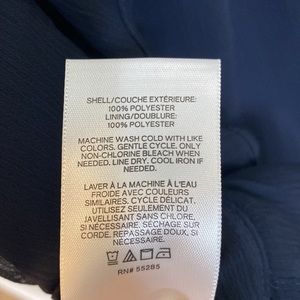 SHELL/COUCHE EXTÉRIEURE:
100% POLYESTER
LINING/DOUBLURE:
100% POLYESTER
MACHINE WASH COLD WITH LIKE
COLORS. GENTLE CYCLE. ONLY
NON-CHLORINE BLEACH WHEN
NEEDED. LINE DRY. COOL IRON IF
NEEDED.
LAVER À LA MACHINE À L'EAU
FROIDE AVEC COULEURS
SIMILAIRES. CYCLE DÉLICAT.
UTILISATION SEULEMENT DU
JAVELLISANT SANS CHLORE,
SI NÉCESSAIRE. SÉCHAGE SUR
CORDE. REPASSAGE DOUX,
SI NÉCESSAIRE.
RN# 55285